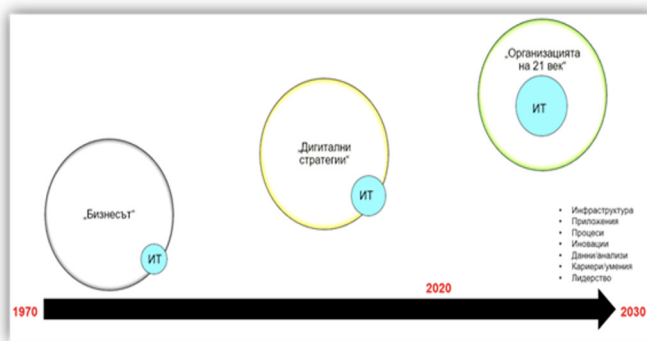 „Организацията
на 21 век“
ИТ
„Дигитални
стратегии“
ИТ
„Бизнесът“
ИТ
• Инфраструктура
• Приложения
• Процеси
• Иновации
• Данни/анализи
• Кариери/умения
• Лидерство
2020
1970
2030